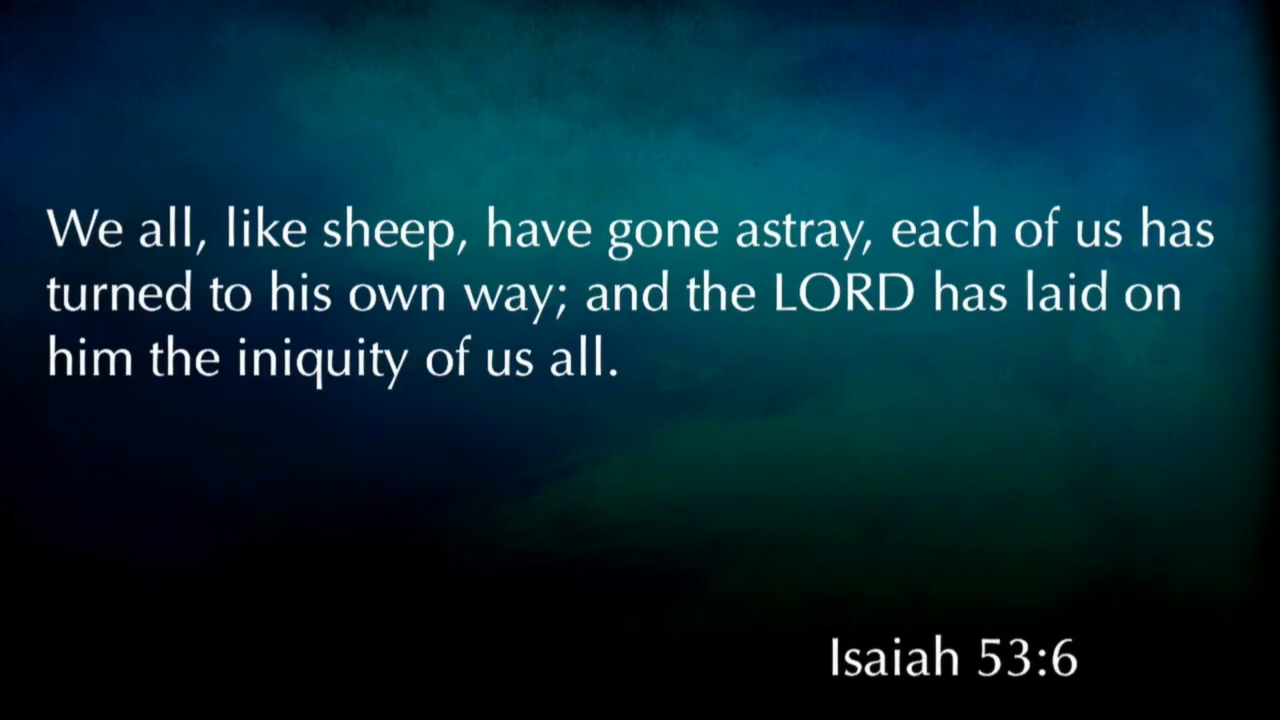 We all, like sheep, have gone astray, each of us has
turned to his own way; and the LORD has laid on
him the iniquity of us all.
Isaiah 53:6